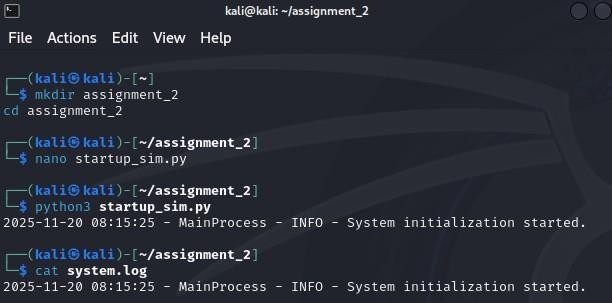 kali@kali: ~/assignment_2
File Actions Edit View Help
┌──(kali㉿kali)-[~]
└─$ mkdir assignment_2
cd assignment_2
┌──(kali㉿kali)-[~/assignment_2]
└─$ nano startup_sim.py
┌──(kali㉿kali)-[~/assignment_2]
└─$ python3 startup_sim.py
2025-11-20 08:15:25 - MainProcess - INFO - System initialization started.
┌──(kali㉿kali)-[~/assignment_2]
└─$ cat system.log
2025-11-20 08:15:25 - MainProcess - INFO - System initialization started.